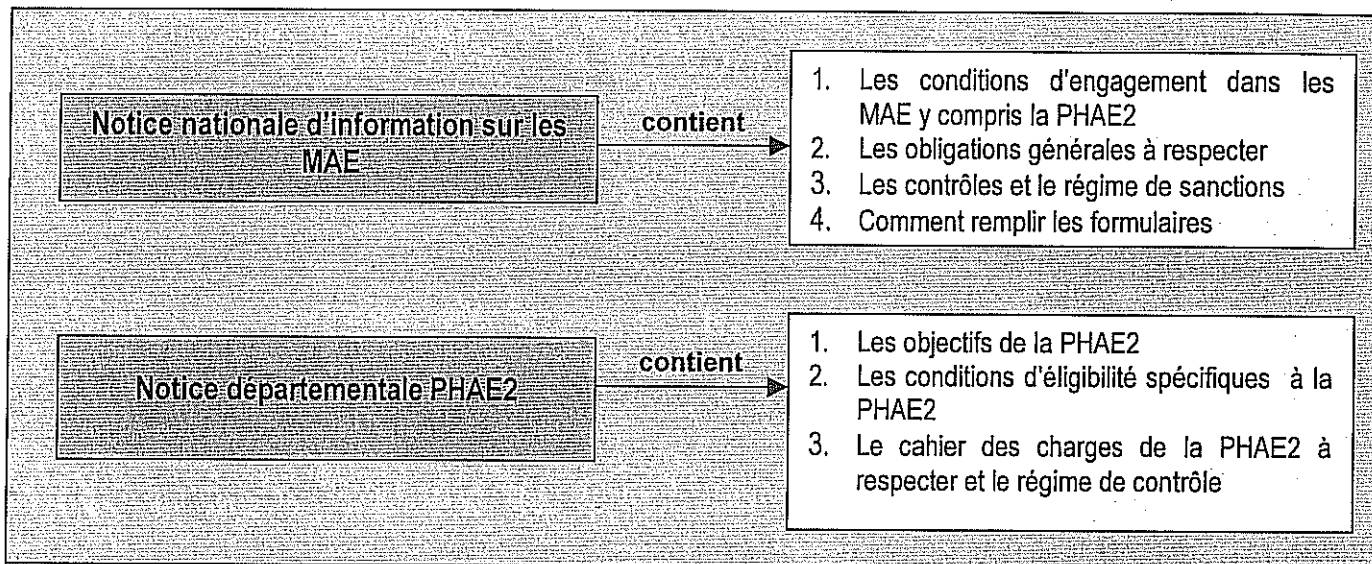 Notice nationale d'information sur les
MAE
contient
1. Les conditions d'engagement dans les
MAE y compris la PHAE2
2. Les obligations générales à respecter
3. Les contrôles et le régime de sanctions
4. Comment remplir les formulaires
Notice départementale PHAE2
contient
1. Les objectifs de la PHAE2
2. Les conditions d'éligibilité spécifiques à la
PHAE2
3. Le cahier des charges de la PHAE2 à
respecter et le régime de contrôle